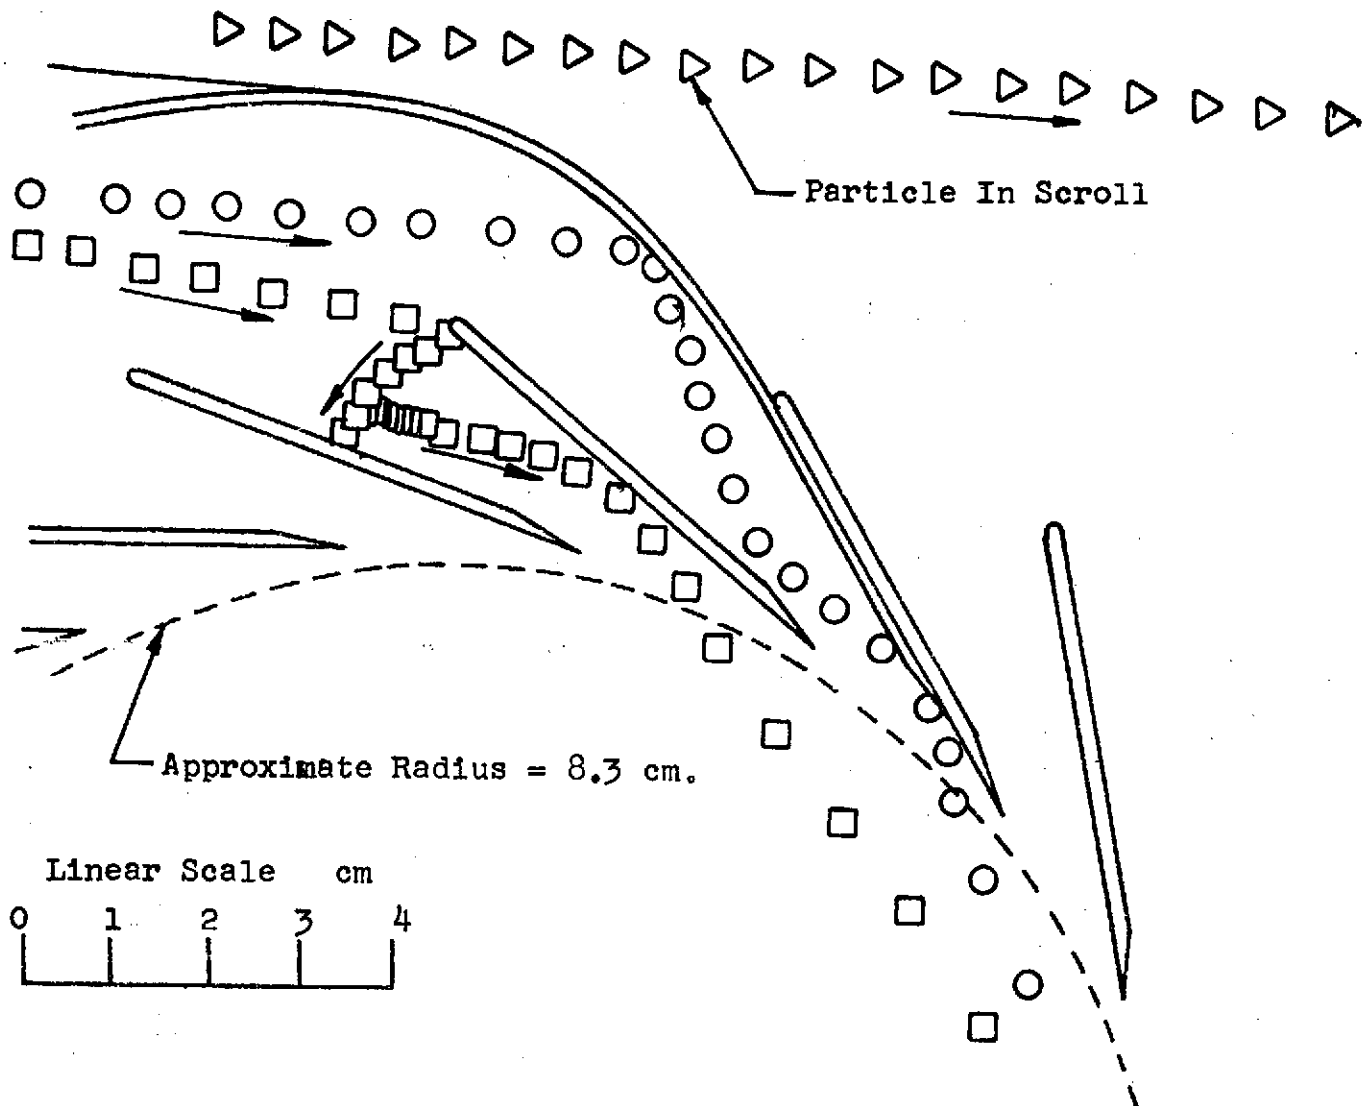 Particle In Scroll
Approximate Radius = 8.3 cm.
Linear Scale cm
0 1 2 3 4